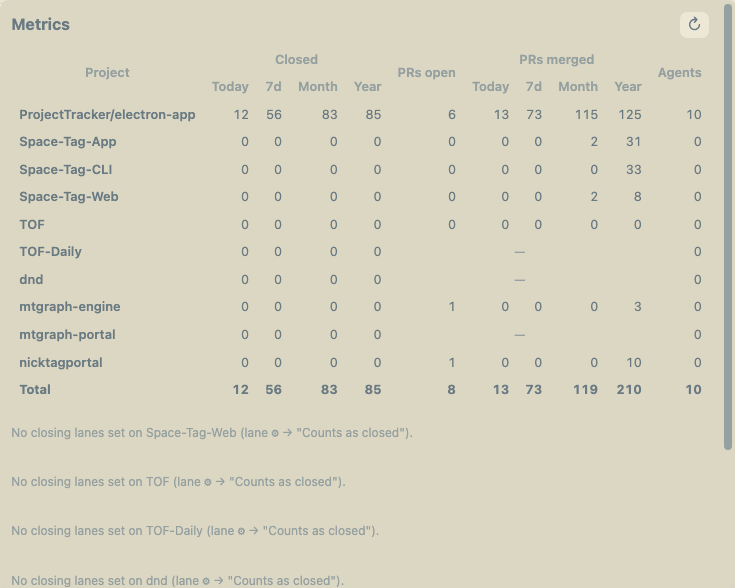 Metrics
Closed PRs merged
Project PRs open Agents
Today 7d Month Year Today 7d Month Year
ProjectTracker/electron-app 12 56 83 85 6 13 73 115 125 10
Space-Tag-App 0 0 0 0 0 0 0 2 31 0
Space-Tag-CLI 0 0 0 0 0 0 0 0 33 0
Space-Tag-Web 0 0 0 0 0 0 0 2 8 0
TOF 0 0 0 0 0 0 0 0 0 0
TOF-Daily 0 0 0 0 — 0
dnd 0 0 0 0 — 0
mtgraph-engine 0 0 0 0 1 0 0 0 3 0
mtgraph-portal 0 0 0 0 — 0
nicktagportal 0 0 0 0 1 0 0 0 10 0
Total 12 56 83 85 8 13 73 119 210 10
No closing lanes set on Space-Tag-Web (lane ⚙ → "Counts as closed").
No closing lanes set on TOF (lane ⚙ → "Counts as closed").
No closing lanes set on TOF-Daily (lane ⚙ → "Counts as closed").
No closing lanes set on dnd (lane ⚙ → "Counts as closed").